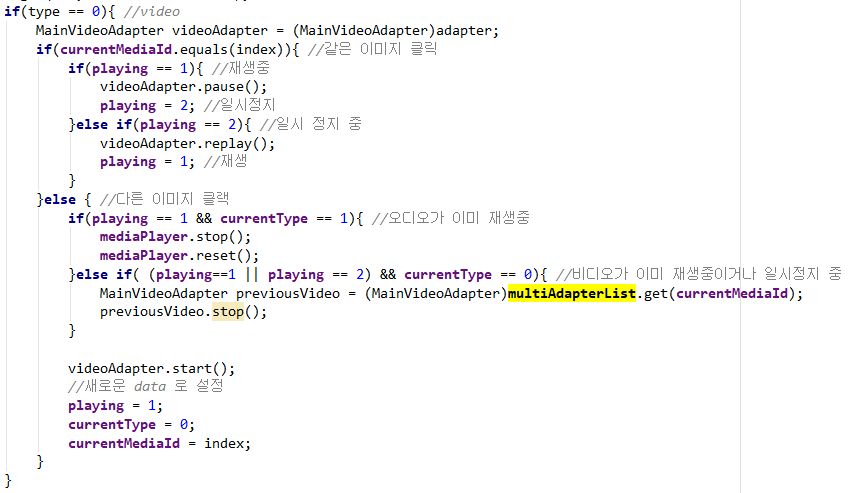 if(type == 0){ //video
MainVideoAdapter videoAdapter = (MainVideoAdapter)adapter;
if(currentMediaId.equals(index)){ //같은 이미지 클릭
if(playing == 1){ //재생중
videoAdapter.pause();
playing = 2; //일시정지
}else if(playing == 2){ //일시 정지 중
videoAdapter.replay();
playing = 1; //재생
}
}else { //다른 이미지 클랙
if(playing == 1 && currentType == 1){ //오디오가 이미 재생중
mediaPlayer.stop();
mediaPlayer.reset();
}else if( (playing==1 || playing == 2) && currentType == 0){ //비디오가 이미 재생중이거나 일시정지 중
MainVideoAdapter previousVideo = (MainVideoAdapter)multiAdapterList.get(currentMediaId);
previousVideo.stop();
}
videoAdapter.start();
//새로운 data 로 설정
playing = 1;
currentType = 0;
currentMediaId = index;
}
}